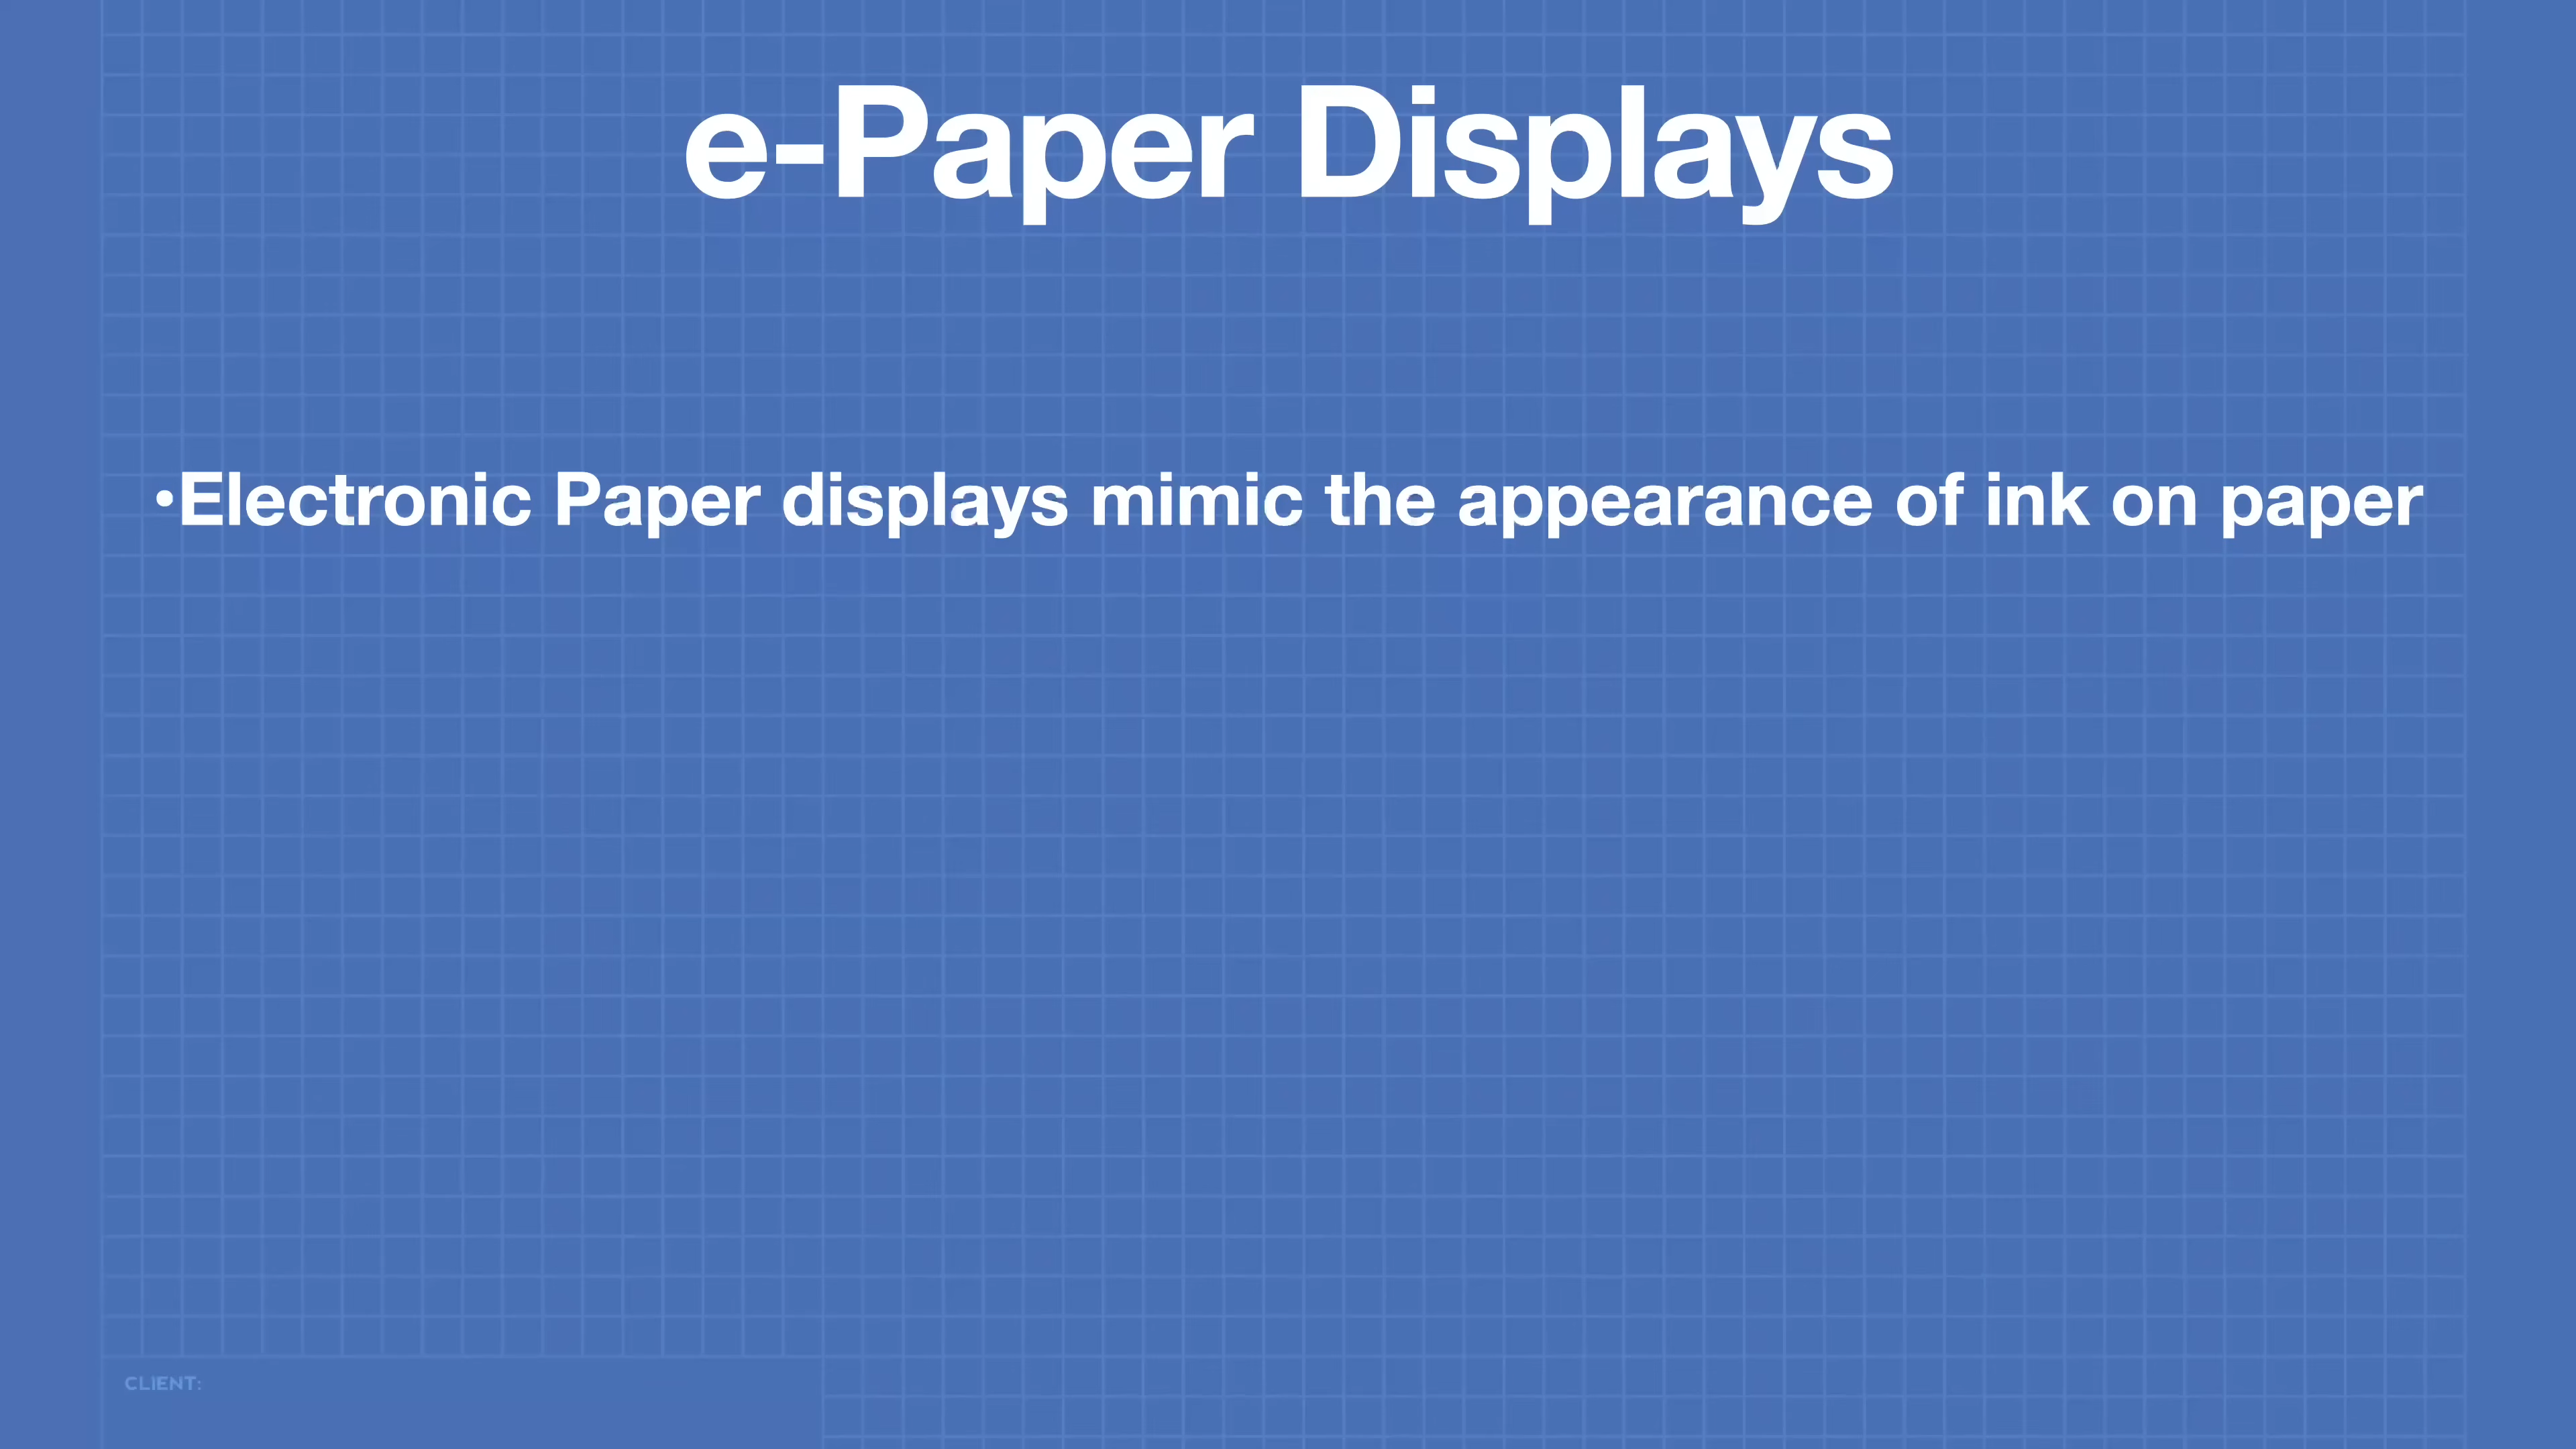 e-Paper Displays
•Electronic Paper displays mimic the appearance of ink on paper
CLIENT: